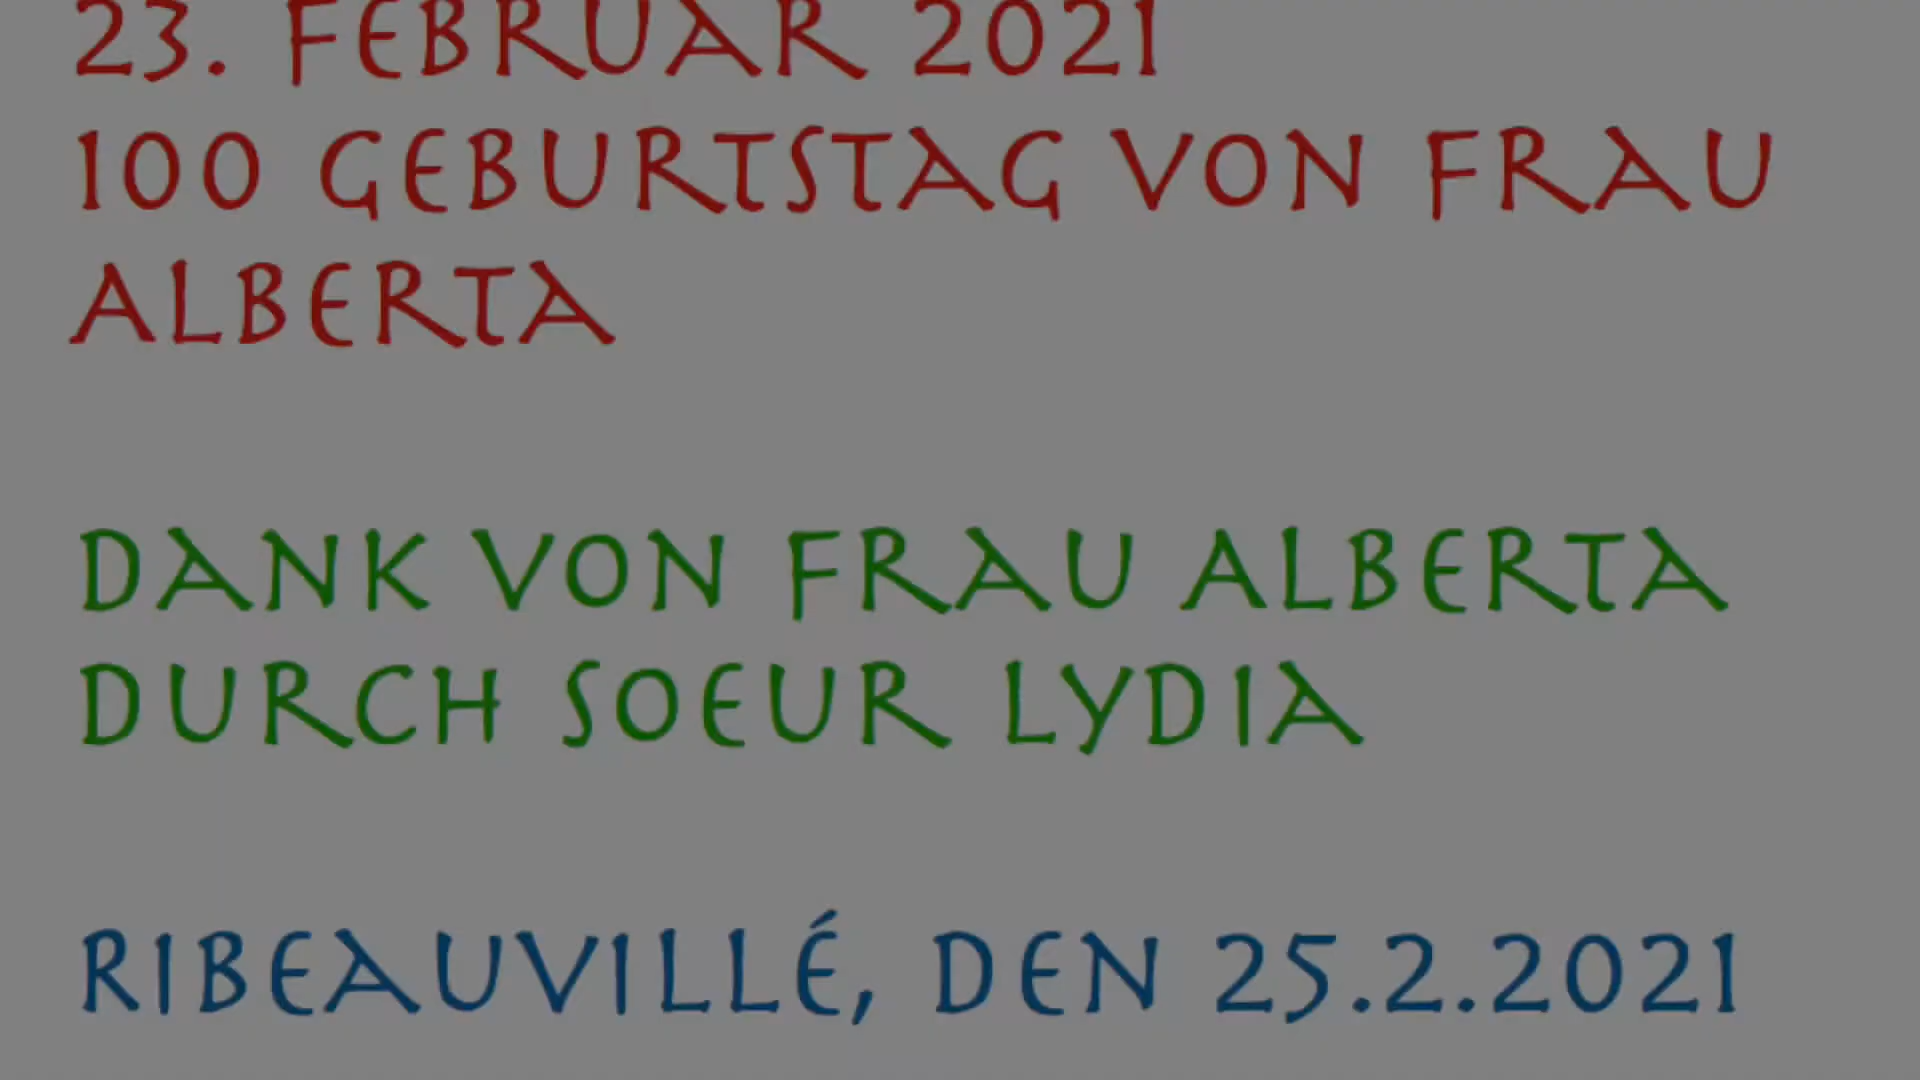 23. FEBRUAR 2021
100 GEBURTSTAG VON FRAU
ALBERTA
DANK VON FRAU ALBERTA
DURCH SOEUR LYDIA
RIBEAUVILLÉ, DEN 25.2.2021